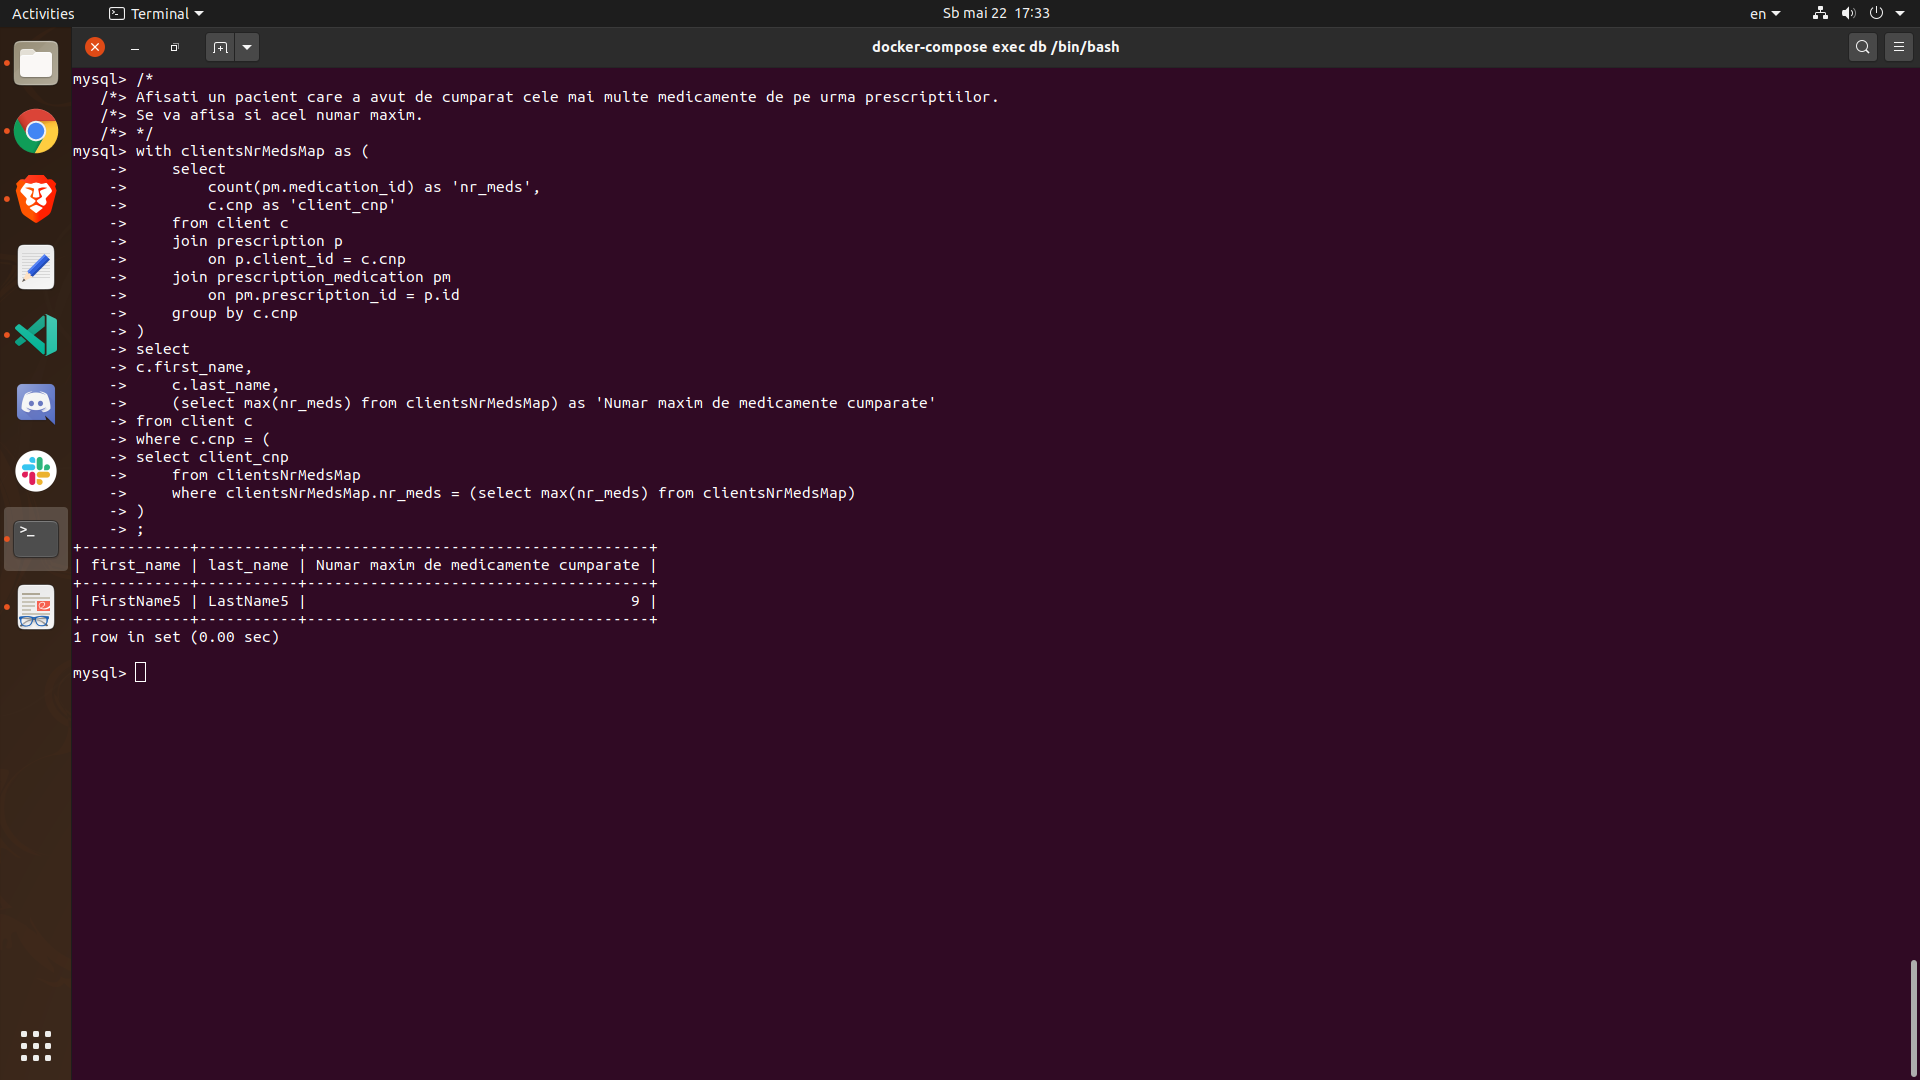 Activities
Terminal
Sb mai 22 17:33
en
docker-compose exec db /bin/bash
mysql> /*
   /*> Afisati un pacient care a avut de cumparat cele mai multe medicamente de pe urma prescriptiilor.
   /*> Se va afisa si acel numar maxim.
   /*> */
mysql> with clientsNrMedsMap as (
    ->     select
    ->         count(pm.medication_id) as 'nr_meds',
    ->         c.cnp as 'client_cnp'
    ->     from client c
    ->     join prescription p
    ->         on p.client_id = c.cnp
    ->     join prescription_medication pm
    ->         on pm.prescription_id = p.id
    ->     group by c.cnp
    -> )
    -> select
    -> c.first_name,
    ->     c.last_name,
    ->     (select max(nr_meds) from clientsNrMedsMap) as 'Numar maxim de medicamente cumparate'
    -> from client c
    -> where c.cnp = (
    -> select client_cnp
    ->     from clientsNrMedsMap
    ->     where clientsNrMedsMap.nr_meds = (select max(nr_meds) from clientsNrMedsMap)
    -> )
    -> ;
+------------+-----------+--------------------------------------+
| first_name | last_name | Numar maxim de medicamente cumparate |
+------------+-----------+--------------------------------------+
| FirstName5 | LastName5 |                                    9 |
+------------+-----------+--------------------------------------+
1 row in set (0.00 sec)
mysql>